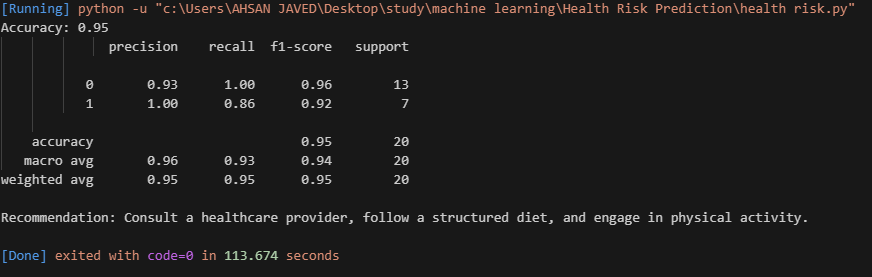 [Running] python -u "c:\Users\AHSAN JAVED\Desktop\study\machine learning\Health Risk Prediction\health risk.py"
Accuracy: 0.95
precision recall f1-score support
0 0.93 1.00 0.96 13
1 1.00 0.86 0.92 7
accuracy 0.95 20
macro avg 0.96 0.93 0.94 20
weighted avg 0.95 0.95 0.95 20
Recommendation: Consult a healthcare provider, follow a structured diet, and engage in physical activity.
[Done] exited with code=0 in 113.674 seconds